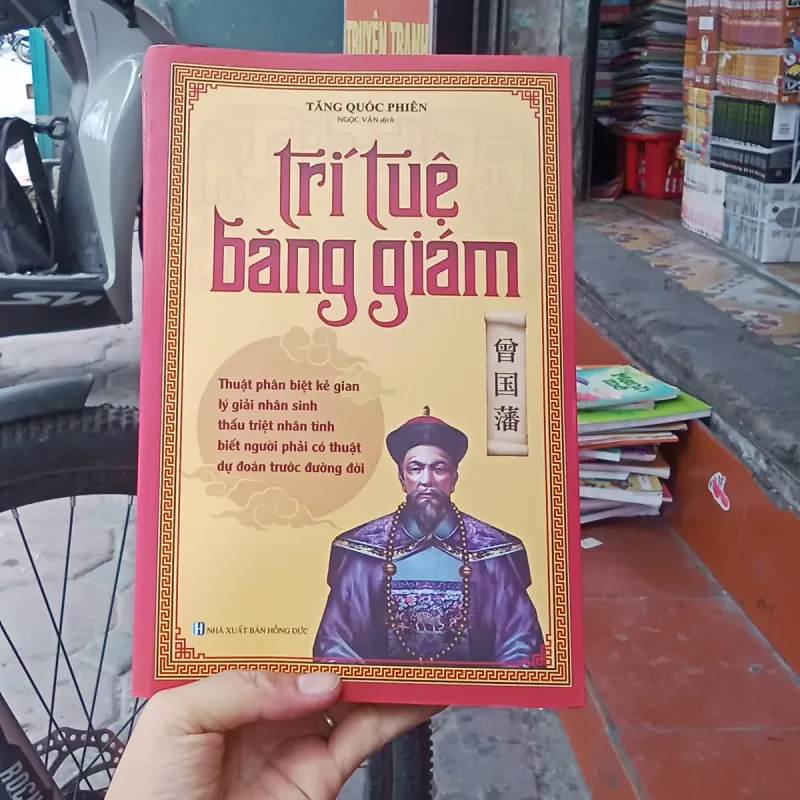 TRUYỆN TRANH
TĂNG QUỐC PHIÊN
NGỌC VÂN dịch
trí tuệ
băng giám
曾国藩
Thuật phân biệt kẻ gian
lý giải nhân sinh
thấu triệt nhân tình
biết người phải có thuật
dự đoán trước đường đời
NHÀ XUẤT BẢN HỒNG ĐỨC
ROCK